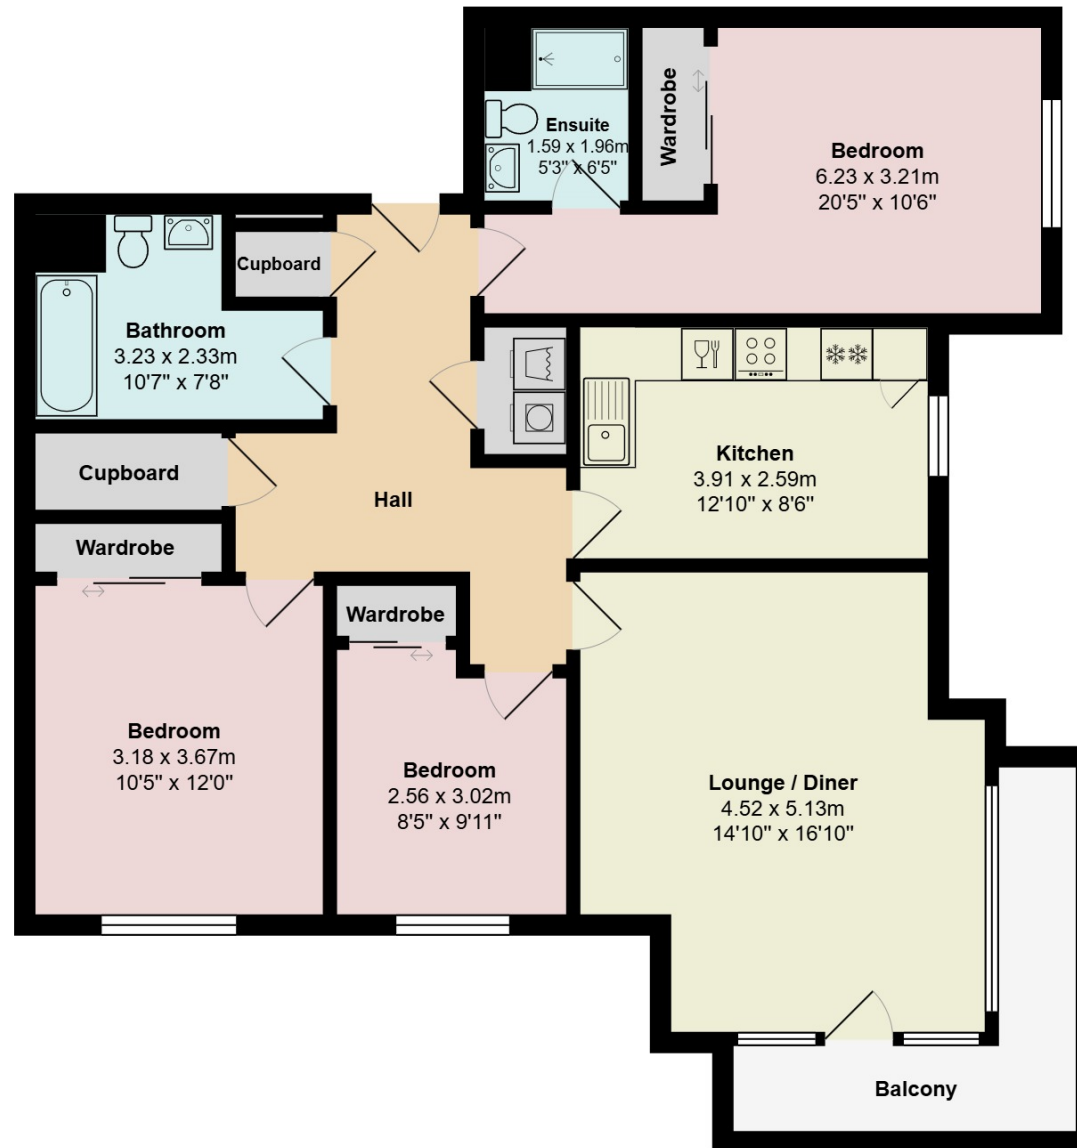 Ensuite
1.59 x 1.96m
5'3" x 6'5"
Wardrobe
Bedroom
6.23 x 3.21m
20'5" x 10'6"
Cupboard
Bathroom
3.23 x 2.33m
10'7" x 7'8"
Kitchen
3.91 x 2.59m
12'10" x 8'6"
Cupboard
Hall
Wardrobe
Wardrobe
Bedroom
3.18 x 3.67m
10'5" x 12'0"
Bedroom
2.56 x 3.02m
8'5" x 9'11"
Lounge / Diner
4.52 x 5.13m
14'10" x 16'10"
Balcony